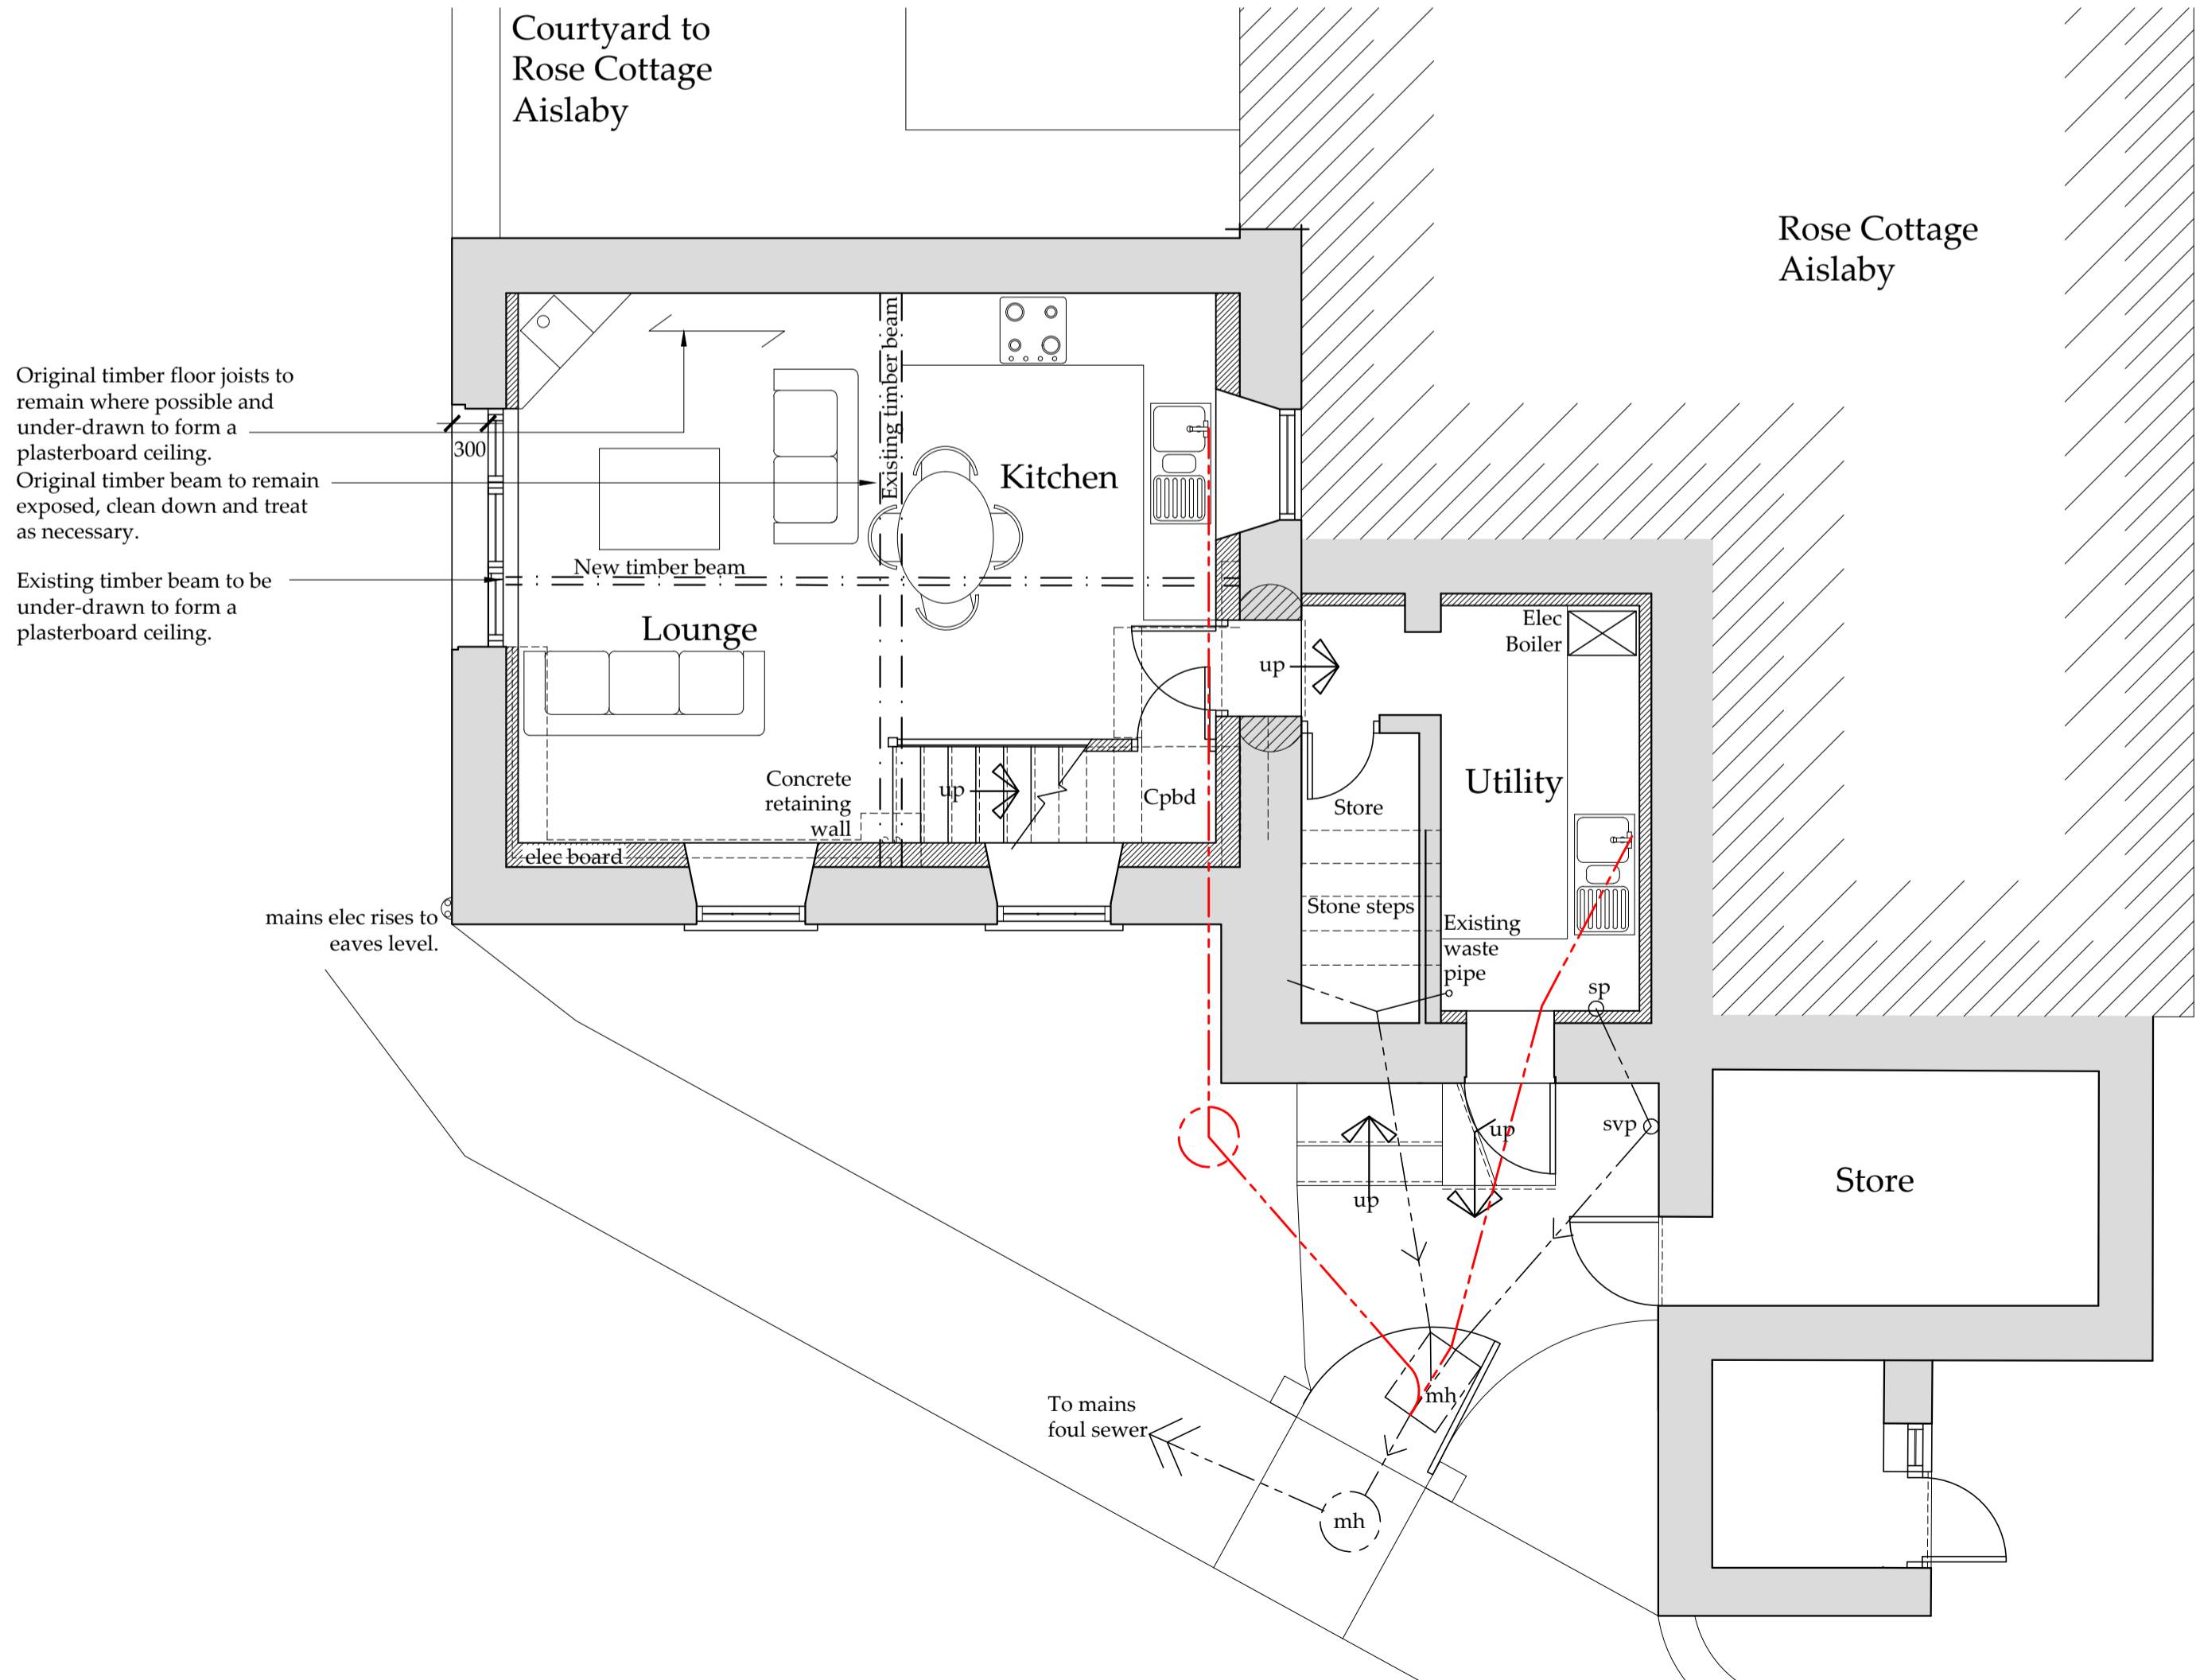 Courtyard to
Rose Cottage
Aislaby
Rose Cottage
Aislaby
Original timber floor joists to
remain where possible and
under-drawn to form a
plasterboard ceiling.
300
Original timber beam to remain
exposed, clean down and treat
as necessary.
Existing timber beam to be
under-drawn to form a
plasterboard ceiling.
Existing timber beam
Kitchen
New timber beam
Lounge
Elec
Boiler
up
Utility
Concrete
retaining
wall
up
Cpbd
Store
elec board
Stone steps
mains elec rises to
eaves level.
Existing
waste
pipe
sp
svp
up
up
Store
mh
To mains
foul sewer
mh